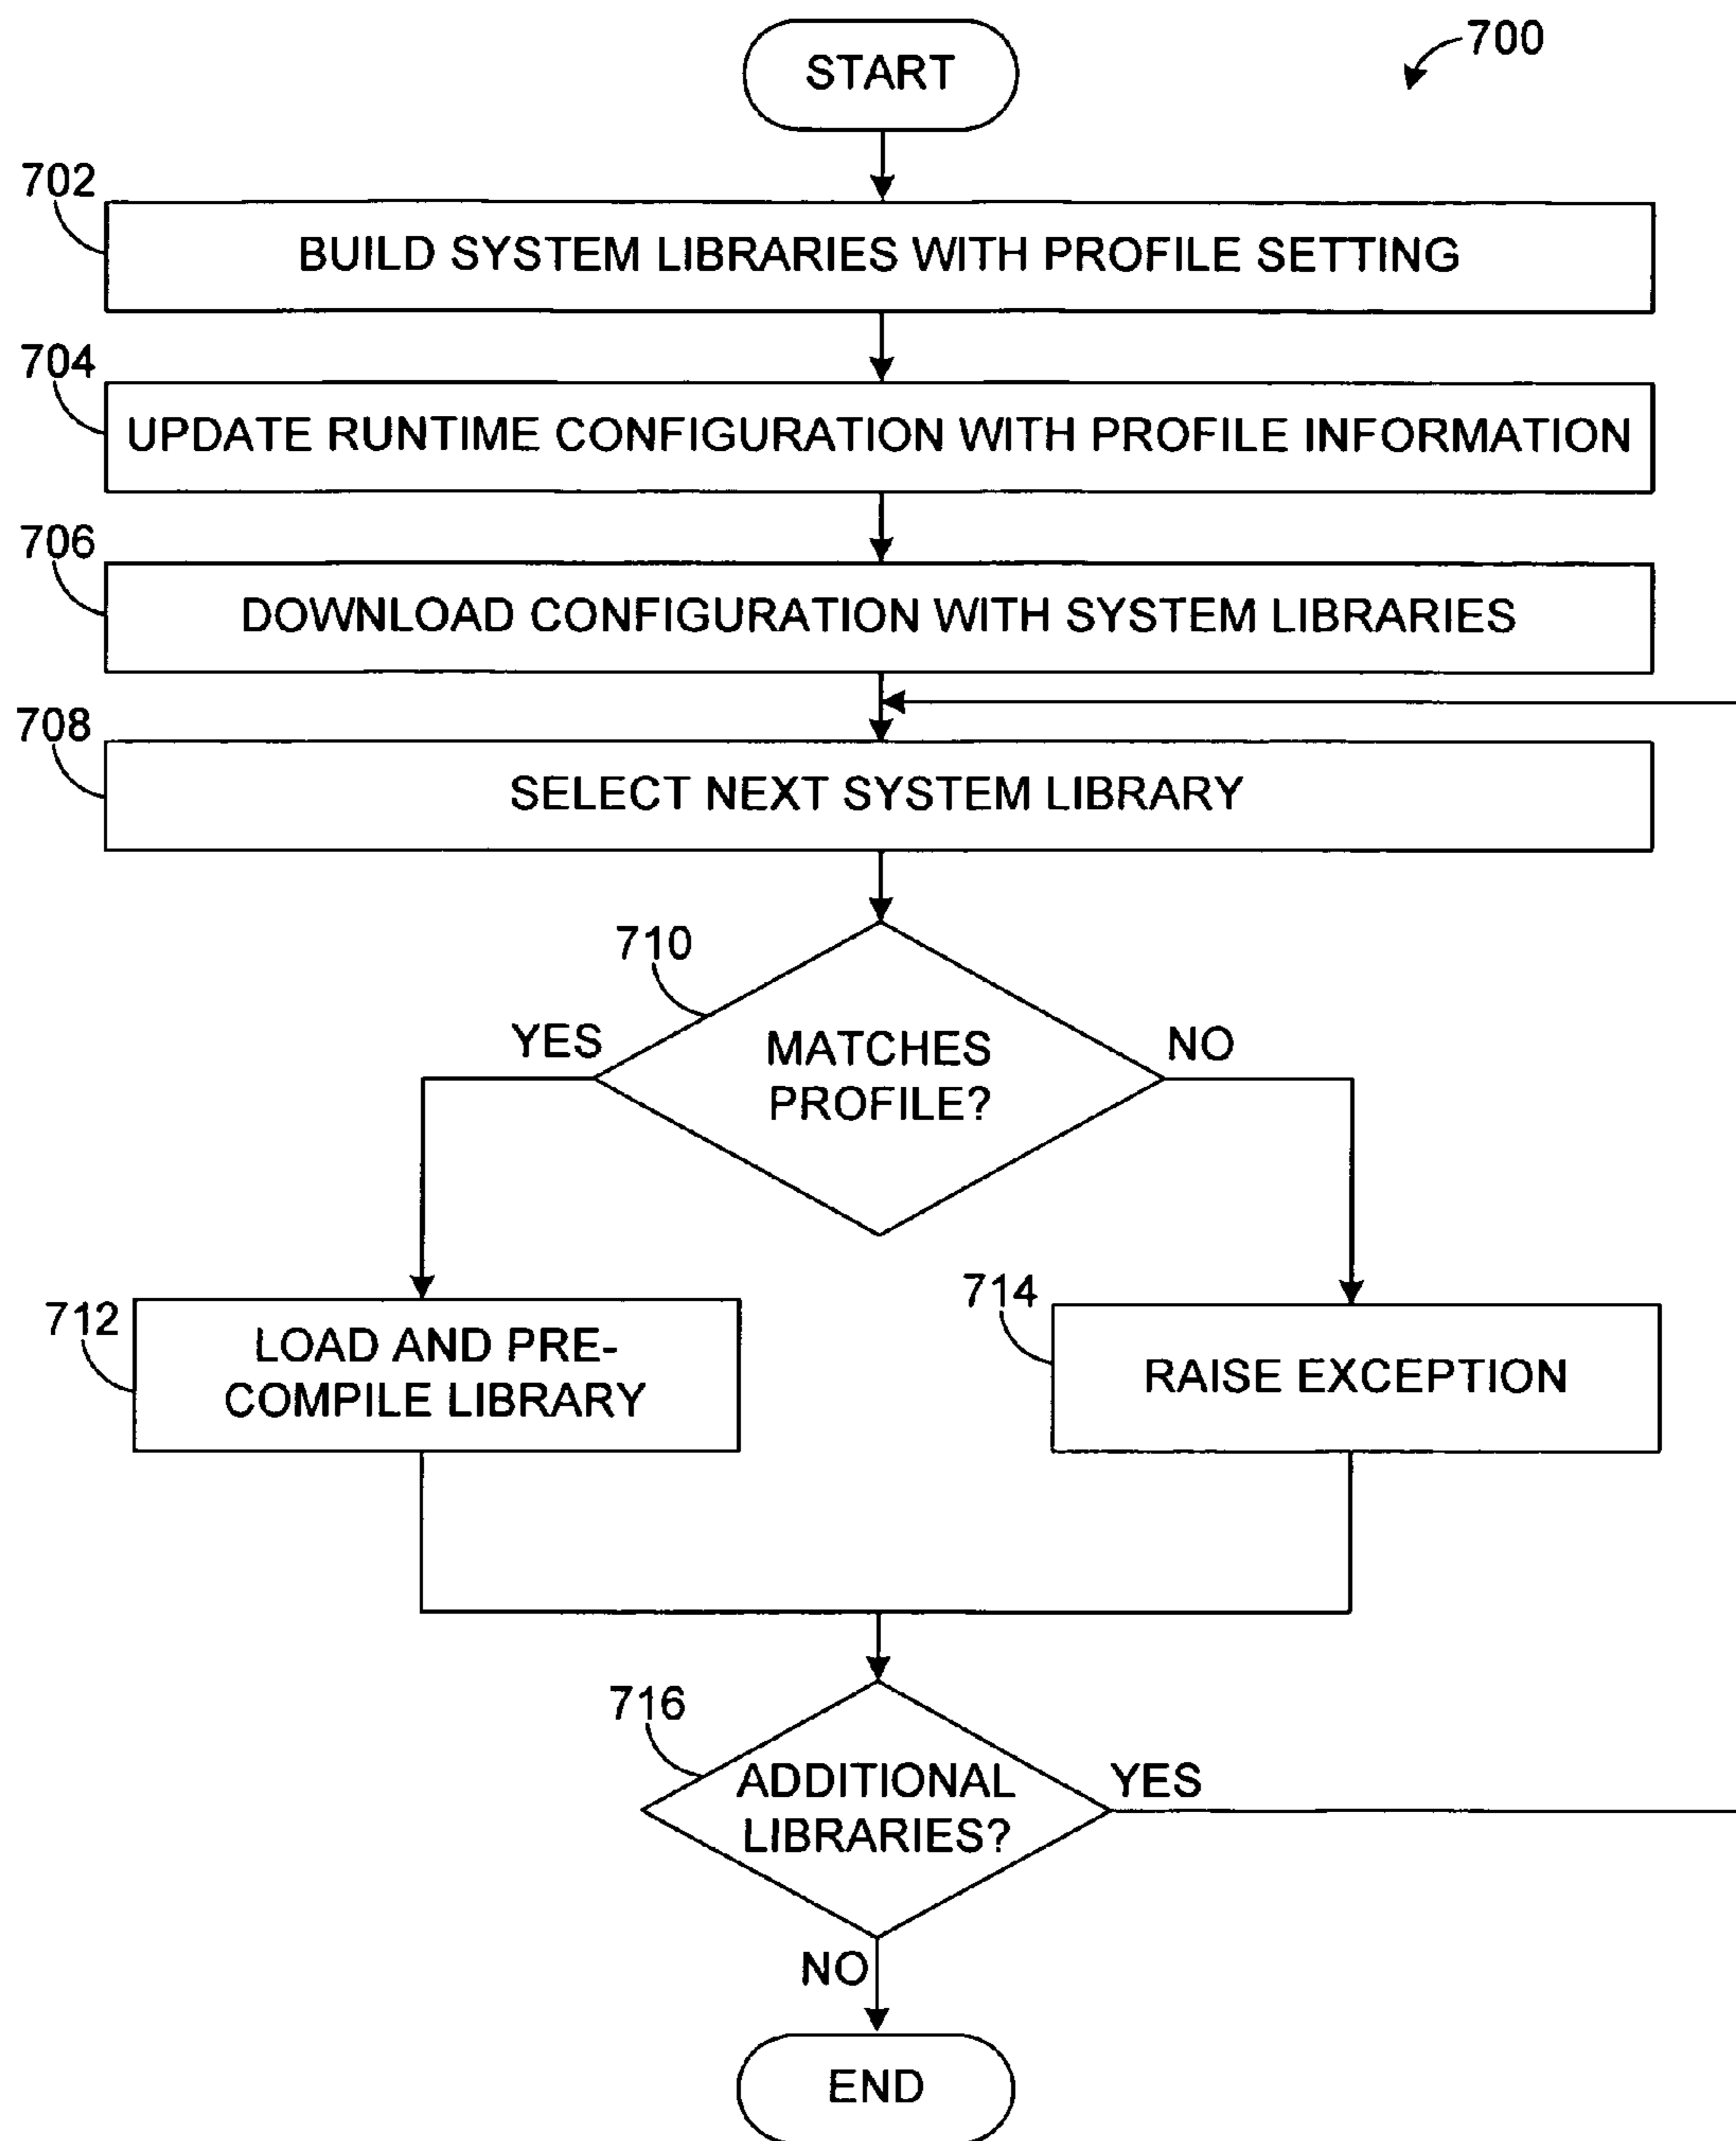 START
700
702
BUILD SYSTEM LIBRARIES WITH PROFILE SETTING
704
UPDATE RUNTIME CONFIGURATION WITH PROFILE INFORMATION
706
DOWNLOAD CONFIGURATION WITH SYSTEM LIBRARIES
708
SELECT NEXT SYSTEM LIBRARY
710
YES
MATCHES
PROFILE?
NO
712
LOAD AND PRE-
COMPILE LIBRARY
714
RAISE EXCEPTION
716
ADDITIONAL
LIBRARIES?
YES
NO
END